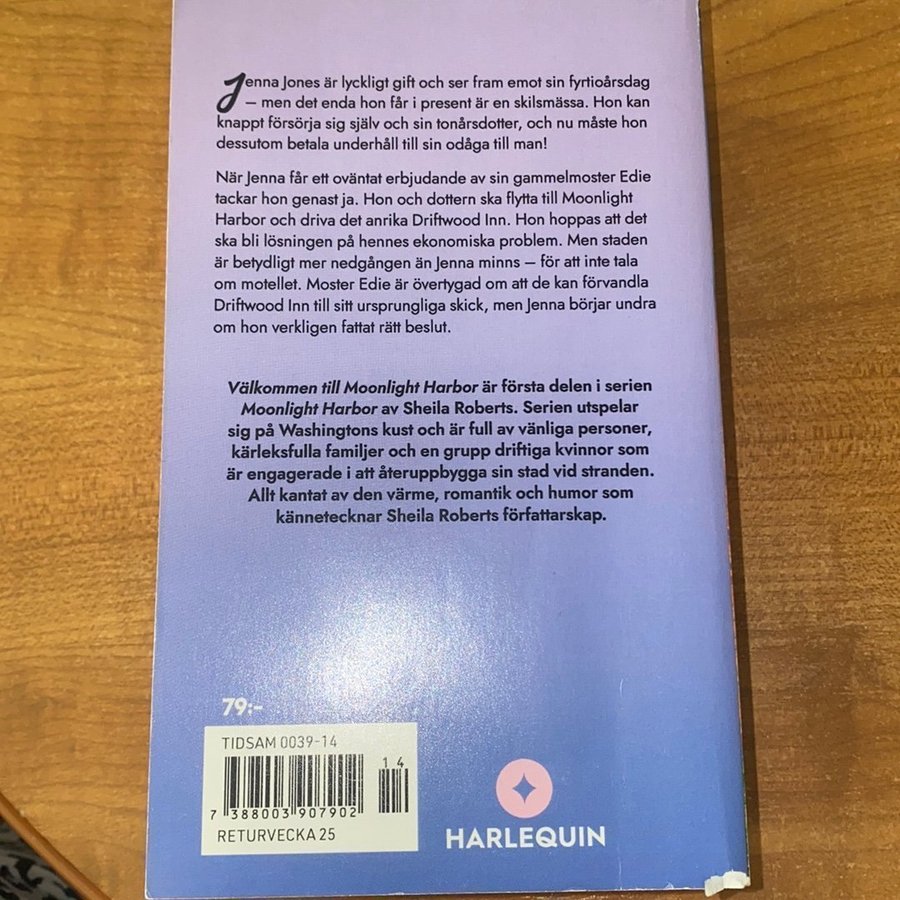 Jenna Jones är lyckligt gift och ser fram emot sin fyrtioårsdag
– men det enda hon får i present är en skilsmässa. Hon kan
knappt försörja sig själv och sin tonårsdotter, och nu måste hon
dessutom betala underhåll till sin odåga till man!
När Jenna får ett oväntat erbjudande av sin gammelmoster Edie
tackar hon genast ja. Hon och dottern ska flytta till Moonlight
Harbor och driva det anrika Driftwood Inn. Hon hoppas att det
ska bli lösningen på hennes ekonomiska problem. Men staden
är betydligt mer nedgången än Jenna minns – för att inte tala
om motellet. Moster Edie är övertygad om att de kan förvandla
Driftwood Inn till sitt ursprungliga skick, men Jenna börjar undra
om hon verkligen fattat rätt beslut.
Välkommen till Moonlight Harbor är första delen i serien
Moonlight Harbor av Sheila Roberts. Serien utspelar
sig på Washingtons kust och är full av vänliga personer,
kärleksfulla familjer och en grupp driftiga kvinnor som
är engagerade i att återuppbygga sin stad vid stranden.
Allt kantat av den värme, romantik och humor som
kännetecknar Sheila Roberts författarskap.
79:-
TIDSAM 0039-14
14
7 388003 907902
RETURVECKA 25
HARLEQUIN